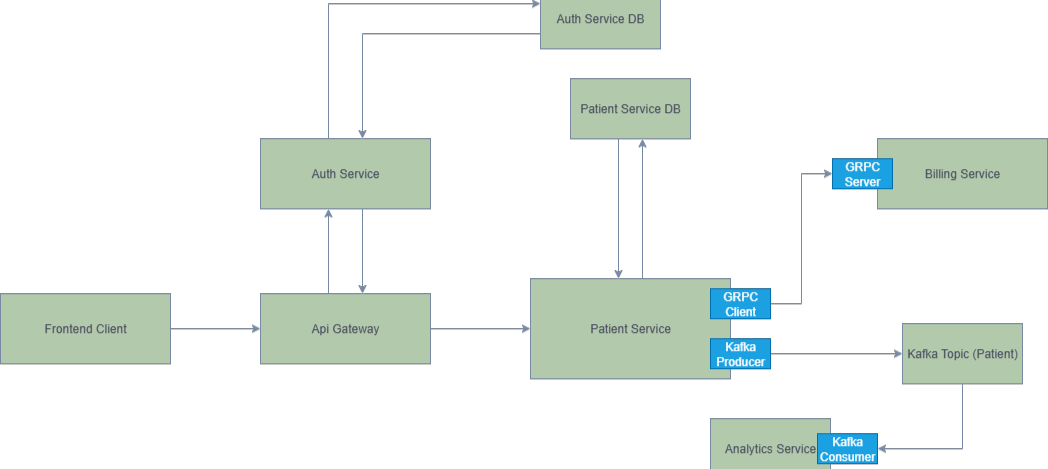 Auth Service DB
Patient Service DB
Auth Service
GRPC
Server
Billing Service
Frontend Client
Api Gateway
Patient Service
GRPC
Client
Kafka
Producer
Kafka Topic (Patient)
Analytics Service
Kafka
Consumer